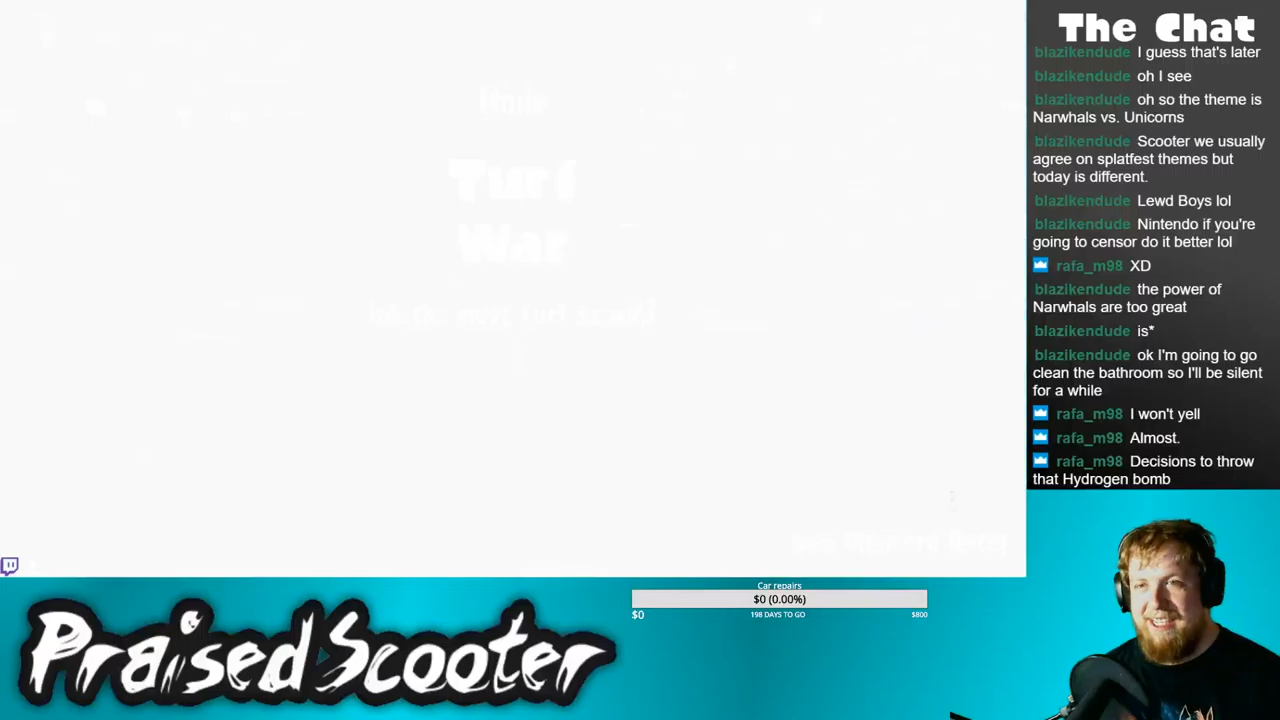 The Chat
blazikendude I guess that's later
blazikendude oh I see
blazikendude oh so the theme is
Narwhals vs. Unicorns
blazikendude Scooter we usually
agree on splatfest themes but
today is different.
blazikendude Lewd Boys lol
blazikendude Nintendo if you're
going to censor do it better lol
rafa_m98 XD
blazikendude the power of
Narwhals are too great
blazikendude is*
blazikendude ok I'm going to go
clean the bathroom so I'll be silent
for a while
rafa_m98 I won't yell
rafa_m98 Almost.
rafa_m98 Decisions to throw
that Hydrogen bomb
Turf
War
Car repairs
$0 (0.00%)
$0 198 DAYS TO GO $800
PraisedScooter